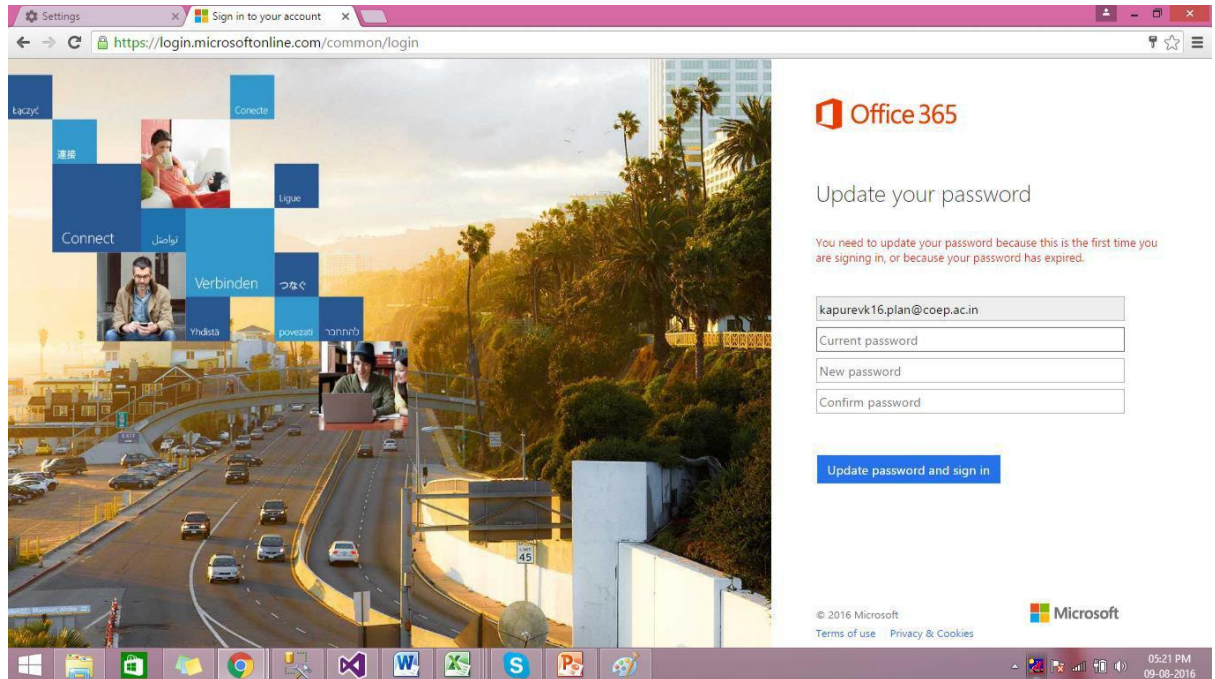 Settings
Sign in to your account
https://login.microsoftonline.com/common/login
Łączyć
Conecte
連接
Ligue
Connect
تواصل
Verbinden
つなぐ
Yhdistä
povezati
להתחבר
EXIT
LIMIT
45
Office 365
Update your password
You need to update your password because this is the first time you
are signing in, or because your password has expired.
kapurevk16.plan@coep.ac.in
Current password
New password
Confirm password
Update password and sign in
© 2016 Microsoft
Microsoft
Terms of use Privacy & Cookies
05:21 PM
09-08-2016